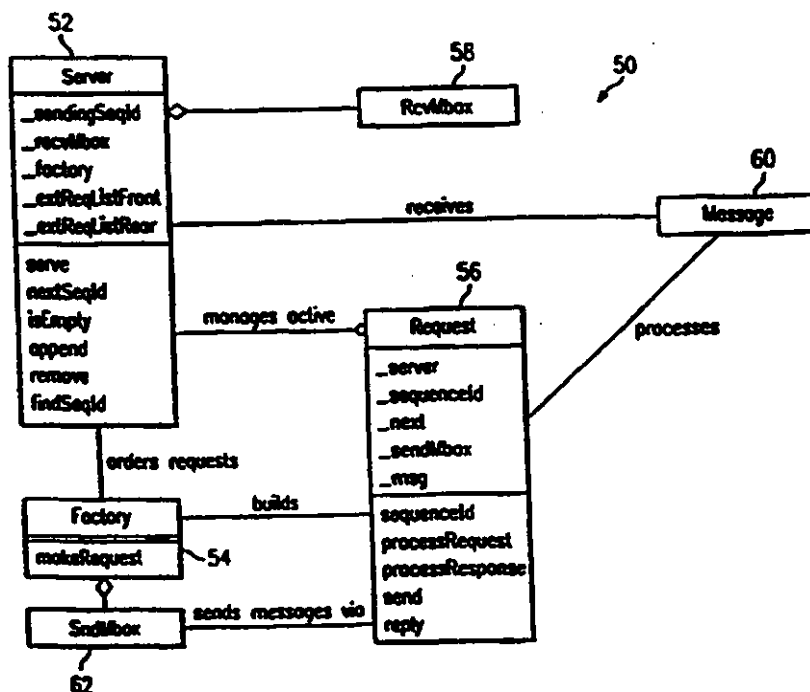 52
Server
_sendingSeqId
_recvMbox
_factory
_extReqListFront
_extReqListRear
serve
nextSeqId
isEmpty
append
remove
findSeqId
58
RcvMbox
50
60
Message
receives
56
manages active
Request
_server
_sequenceId
_next
_sendMbox
_msg
sequenceId
processRequest
processResponse
send
reply
processes
orders requests
Factory
makeRequest
54
builds
SndMbox
62
sends messages via